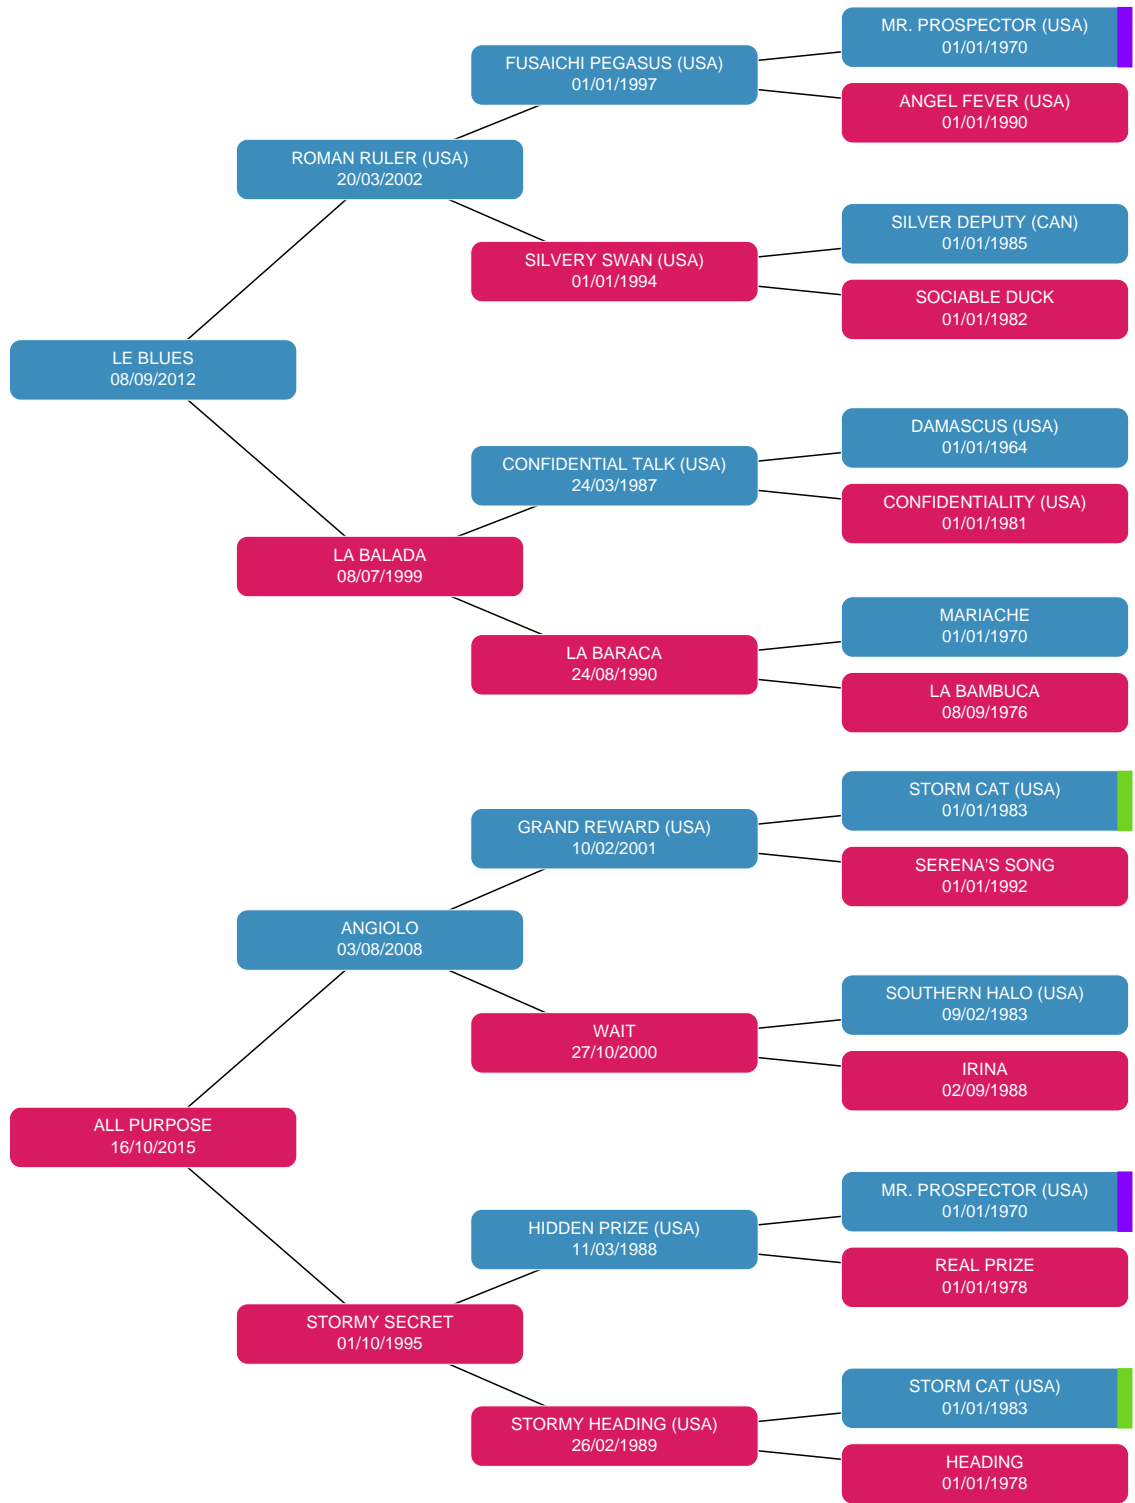 MR. PROSPECTOR (USA)
01/01/1970
FUSAICHI PEGASUS (USA)
01/01/1997
ANGEL FEVER (USA)
01/01/1990
ROMAN RULER (USA)
20/03/2002
SILVER DEPUTY (CAN)
01/01/1985
SILVERY SWAN (USA)
01/01/1994
SOCIABLE DUCK
01/01/1982
LE BLUES
08/09/2012
DAMASCUS (USA)
01/01/1964
CONFIDENTIAL TALK (USA)
24/03/1987
CONFIDENTIALITY (USA)
01/01/1981
LA BALADA
08/07/1999
MARIACHE
01/01/1970
LA BARACA
24/08/1990
LA BAMBUCA
08/09/1976
STORM CAT (USA)
01/01/1983
GRAND REWARD (USA)
10/02/2001
SERENA'S SONG
01/01/1992
ANGIOLO
03/08/2008
SOUTHERN HALO (USA)
09/02/1983
WAIT
27/10/2000
IRINA
02/09/1988
ALL PURPOSE
16/10/2015
MR. PROSPECTOR (USA)
01/01/1970
HIDDEN PRIZE (USA)
11/03/1988
REAL PRIZE
01/01/1978
STORMY SECRET
01/10/1995
STORM CAT (USA)
01/01/1983
STORMY HEADING (USA)
26/02/1989
HEADING
01/01/1978